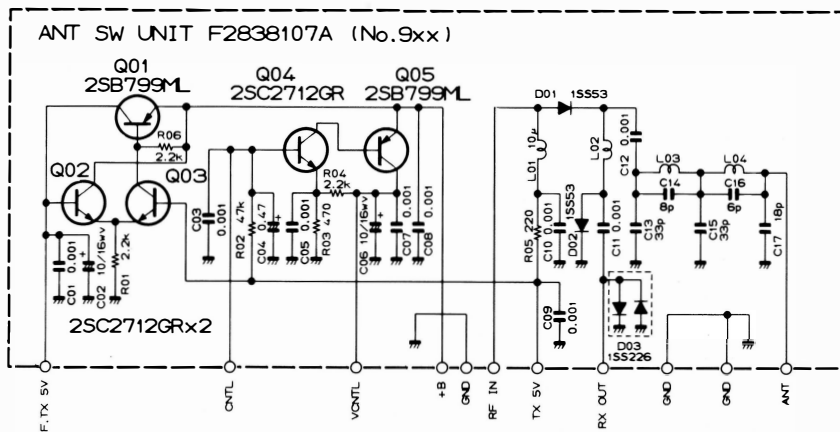 ANT SW UNIT F2838107A (No.9xx)
Q01
2SB799ML
Q04
2SC2712GR
Q05
2SB799ML
D01
1SS53
R06
2.2k
Q02
Q03
R04
2.2k
L01
10μ
L02
C12
0.001
L03
L04
C14
8p
C16
6p
C03
0.001
R02
47k
C04
0.47
C05
0.001
R03
470
C06
10/16wv
C07
0.001
C08
0.001
R05
220
C10
0.001
D02
1SS53
C11
0.001
C13
33p
C15
33p
C17
18p
C01
0.001
C02
10/16wv
R01
2.2k
2SC2712GRx2
C09
0.001
D03
1SS226
F.TX 5V
CNTL
VCNTL
+B
GND
RF IN
TX 5V
RX OUT
GND
GND
ANT